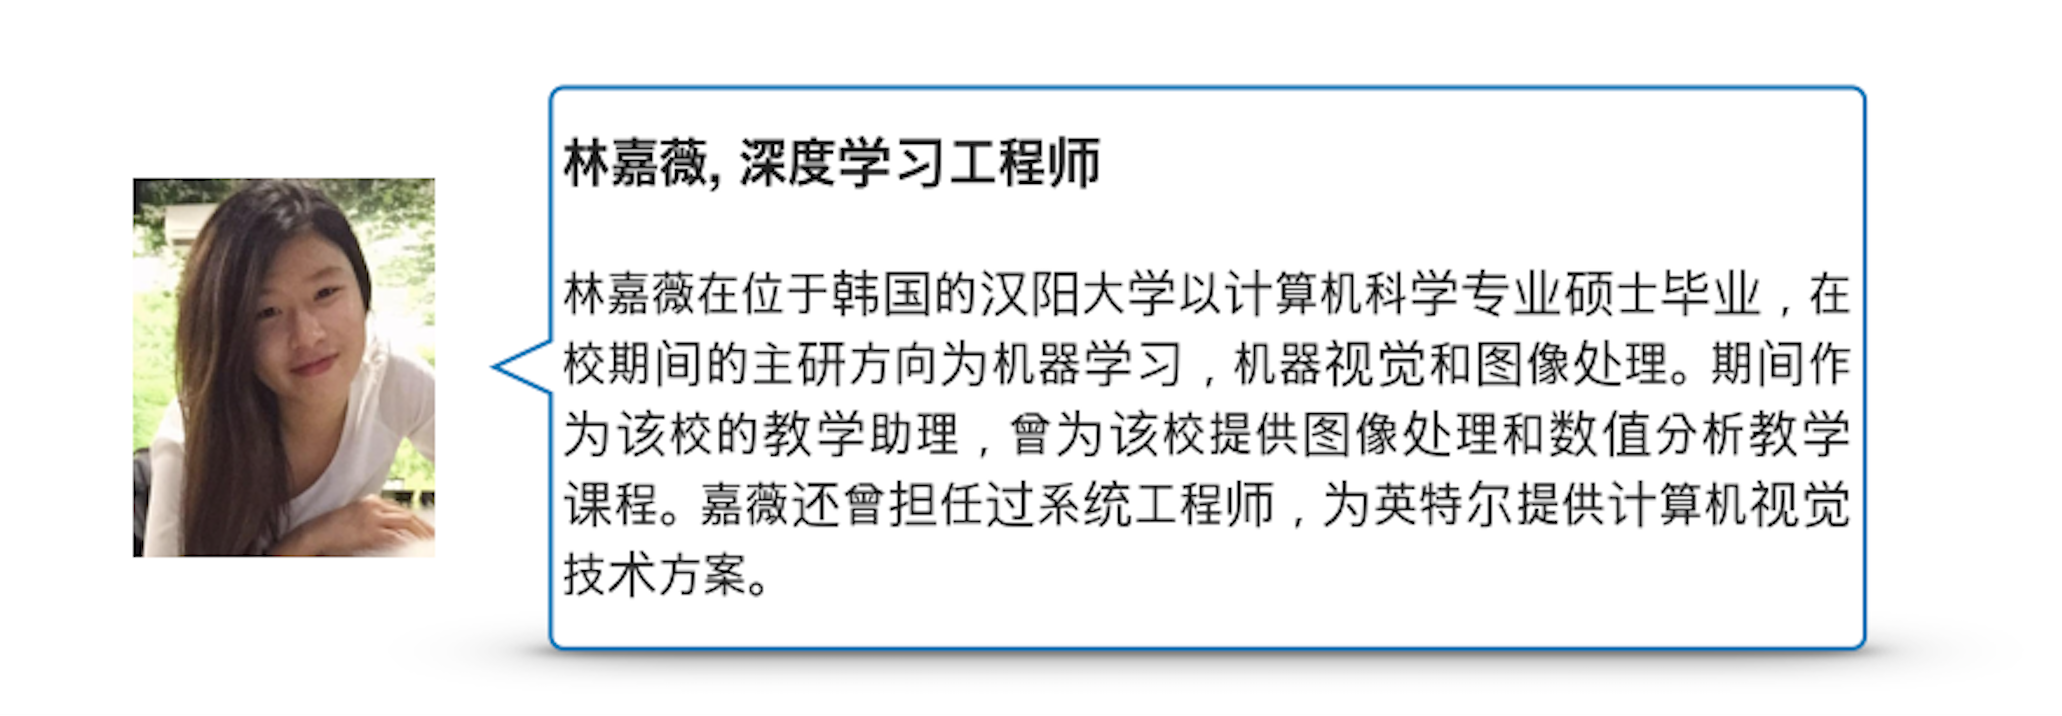 林嘉薇, 深度学习工程师
林嘉薇在位于韩国的汉阳大学以计算机科学专业硕士毕业，在
校期间的主研方向为机器学习，机器视觉和图像处理。期间作
为该校的教学助理，曾为该校提供图像处理和数值分析教学
课程。嘉薇还曾担任过系统工程师，为英特尔提供计算机视觉
技术方案。